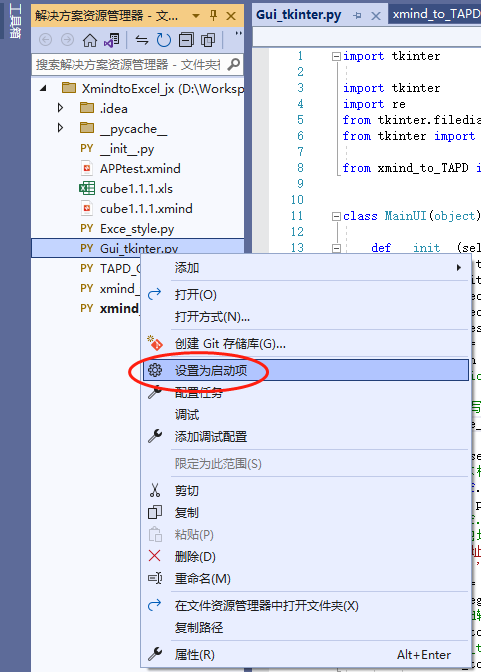 工具箱
解决方案资源管理器 - 文...
搜索解决方案资源管理器 - 文件夹
XmindtoExcel_jx (D:\Worksp
.idea
__pycache__
PY __init__.py
APPtest.xmind
cube1.1.1.xls
cube1.1.1.xmind
PY Exce_style.py
PY Gui_tkinter.py
PY TAPD_
PY xmind_
PY xmind
添加
打开(O)
打开方式(N)...
创建 Git 存储库(G)...
设置为启动项
配置任务
调试
添加调试配置
限定为此范围(S)
剪切
复制
粘贴(P)
删除(D)
重命名(M)
在文件资源管理器中打开文件夹(X)
复制路径
属性(R) Alt+Enter
Gui_tkinter.py
xmind_to_TAPD
1 import tkinter
2
3 import tkinter
4 import re
5 from tkinter.filedia
6 from tkinter import
7
8 from xmind_to_TAPD i
9
10
11 class MainUI(object)
12
13 def __init__(sel